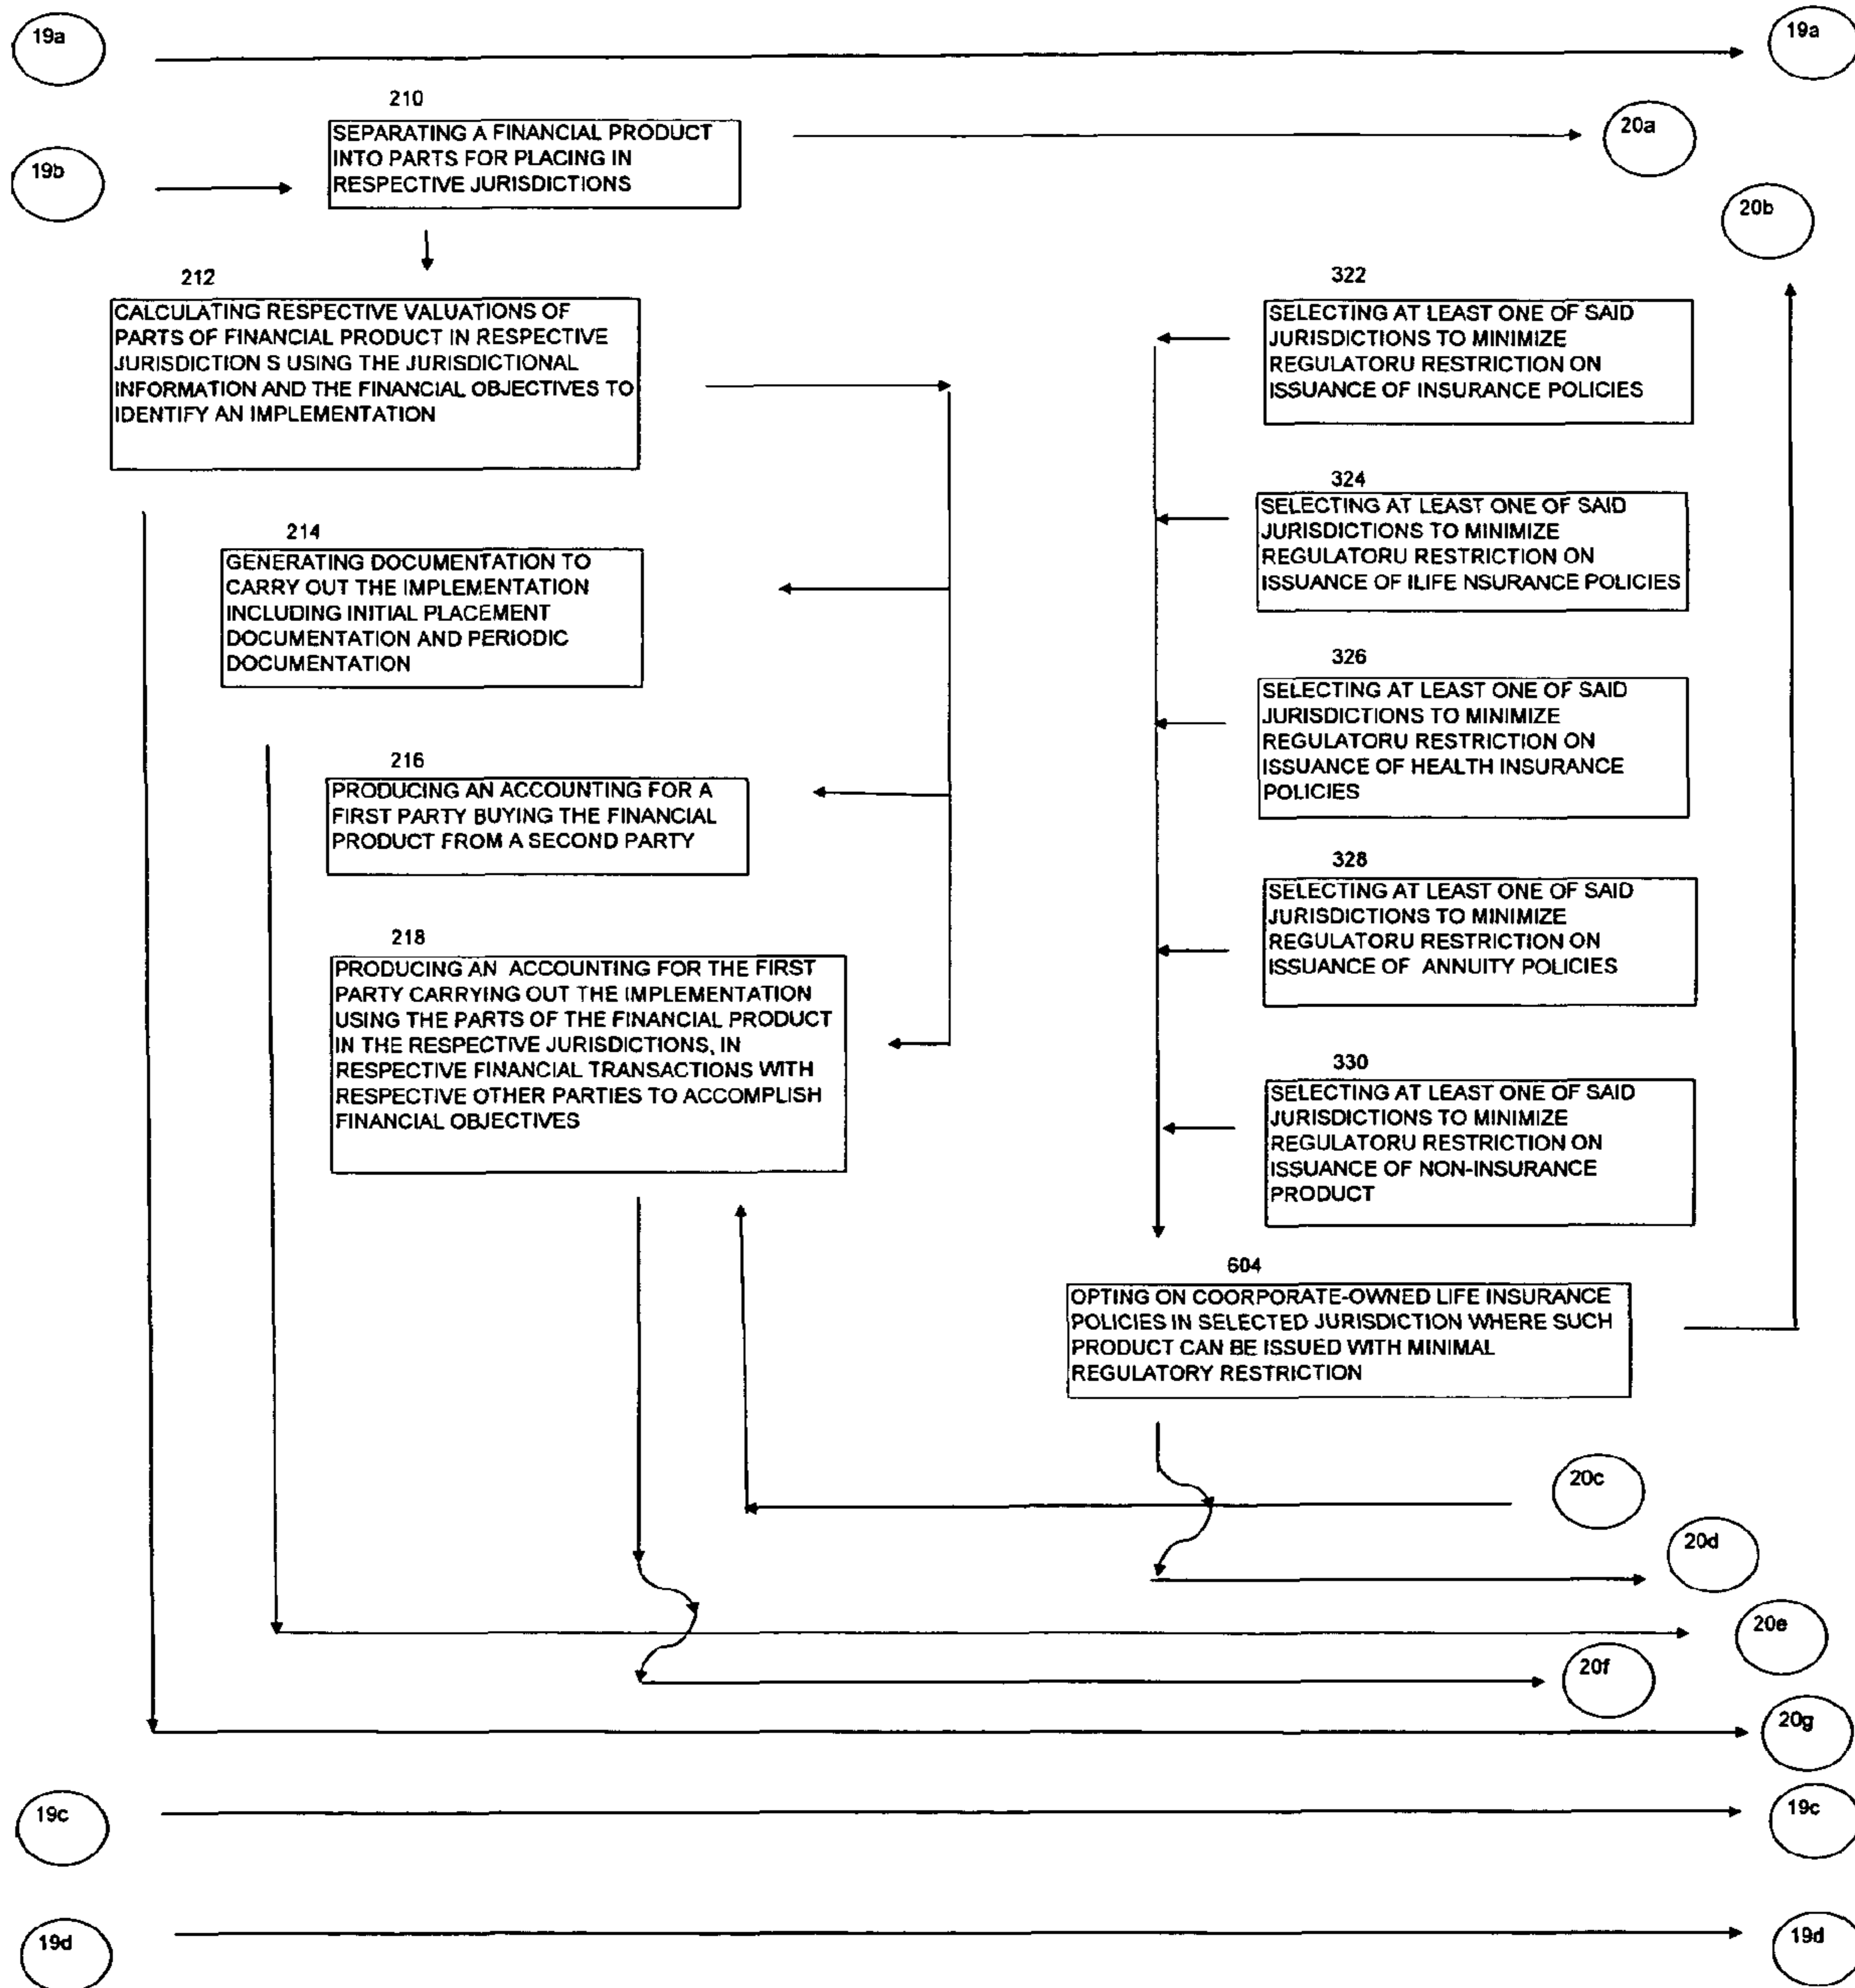 19a
19a
210
SEPARATING A FINANCIAL PRODUCT
INTO PARTS FOR PLACING IN
RESPECTIVE JURISDICTIONS
20a
19b
20b
212
CALCULATING RESPECTIVE VALUATIONS OF
PARTS OF FINANCIAL PRODUCT IN RESPECTIVE
JURISDICTION S USING THE JURISDICTIONAL
INFORMATION AND THE FINANCIAL OBJECTIVES TO
IDENTIFY AN IMPLEMENTATION
322
SELECTING AT LEAST ONE OF SAID
JURISDICTIONS TO MINIMIZE
REGULATORU RESTRICTION ON
ISSUANCE OF INSURANCE POLICIES
214
GENERATING DOCUMENTATION TO
CARRY OUT THE IMPLEMENTATION
INCLUDING INITIAL PLACEMENT
DOCUMENTATION AND PERIODIC
DOCUMENTATION
324
SELECTING AT LEAST ONE OF SAID
JURISDICTIONS TO MINIMIZE
REGULATORU RESTRICTION ON
ISSUANCE OF ILIFE NSURANCE POLICIES
326
SELECTING AT LEAST ONE OF SAID
JURISDICTIONS TO MINIMIZE
REGULATORU RESTRICTION ON
ISSUANCE OF HEALTH INSURANCE
POLICIES
216
PRODUCING AN ACCOUNTING FOR A
FIRST PARTY BUYING THE FINANCIAL
PRODUCT FROM A SECOND PARTY
328
SELECTING AT LEAST ONE OF SAID
JURISDICTIONS TO MINIMIZE
REGULATORU RESTRICTION ON
ISSUANCE OF ANNUITY POLICIES
218
PRODUCING AN ACCOUNTING FOR THE FIRST
PARTY CARRYING OUT THE IMPLEMENTATION
USING THE PARTS OF THE FINANCIAL PRODUCT
IN THE RESPECTIVE JURISDICTIONS, IN
RESPECTIVE FINANCIAL TRANSACTIONS WITH
RESPECTIVE OTHER PARTIES TO ACCOMPLISH
FINANCIAL OBJECTIVES
330
SELECTING AT LEAST ONE OF SAID
JURISDICTIONS TO MINIMIZE
REGULATORU RESTRICTION ON
ISSUANCE OF NON-INSURANCE
PRODUCT
604
OPTING ON COORPORATE-OWNED LIFE INSURANCE
POLICIES IN SELECTED JURISDICTION WHERE SUCH
PRODUCT CAN BE ISSUED WITH MINIMAL
REGULATORY RESTRICTION
20c
20d
20e
20f
20g
19c
19c
19d
19d